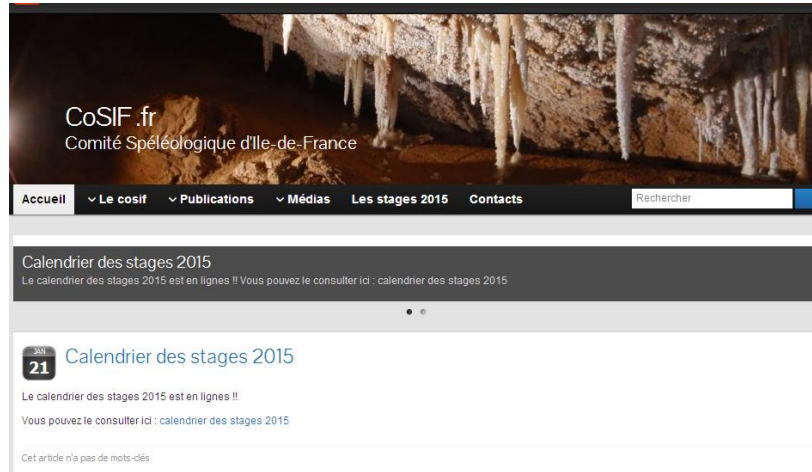 CoSIF.fr
Comité Spéléologique d'Ile-de-France
Accueil Le cosif Publications Médias Les stages 2015 Contacts Rechercher
Calendrier des stages 2015
Le calendrier des stages 2015 est en lignes !! Vous pouvez le consulter ici : calendrier des stages 2015
JAN
21
Calendrier des stages 2015
Le calendrier des stages 2015 est en lignes !!
Vous pouvez le consulter ici : calendrier des stages 2015
Cet article n'a pas de mots-clés